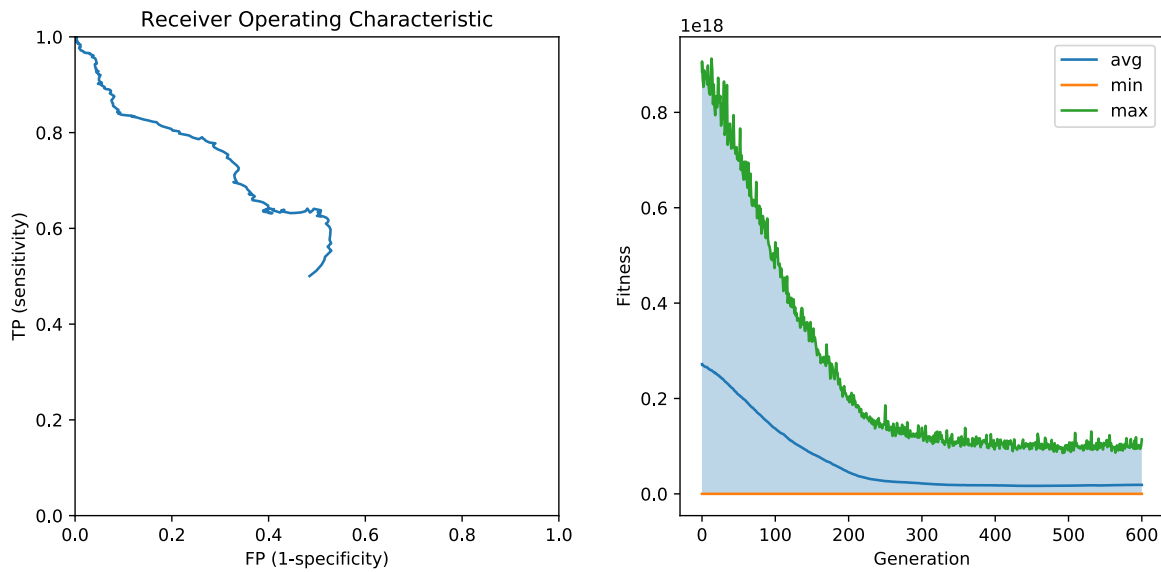 Receiver Operating Characteristic
1.0
0.8
0.6
0.4
0.2
0.0
TP (sensitivity)
0.0 0.2 0.4 0.6 0.8 1.0
FP (1-specificity)
1e18
0.8
0.6
0.4
0.2
0.0
Fitness
avg
min
max
0 100 200 300 400 500 600
Generation